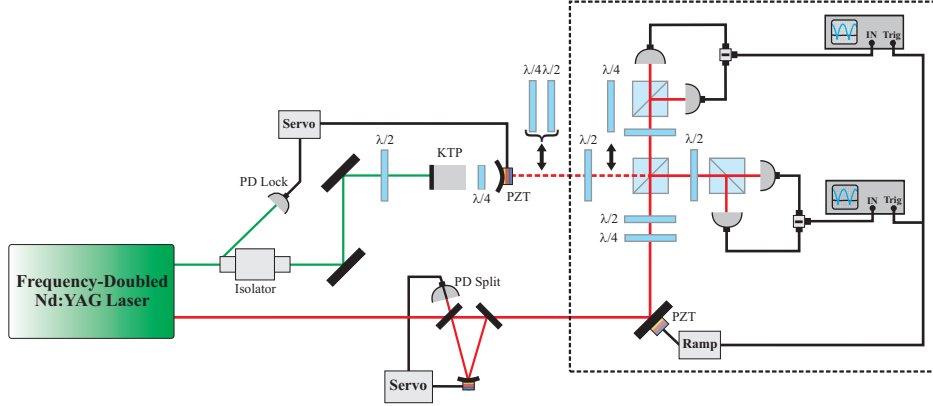 IN Trig
λ/4 λ/2
λ/4
Servo
λ/2
KTP
λ/2
λ/2
PD Lock
λ/4
PZT
IN Trig
λ/2
λ/4
Isolator
Frequency-Doubled
Nd:YAG Laser
PD Split
PZT
Ramp
Servo